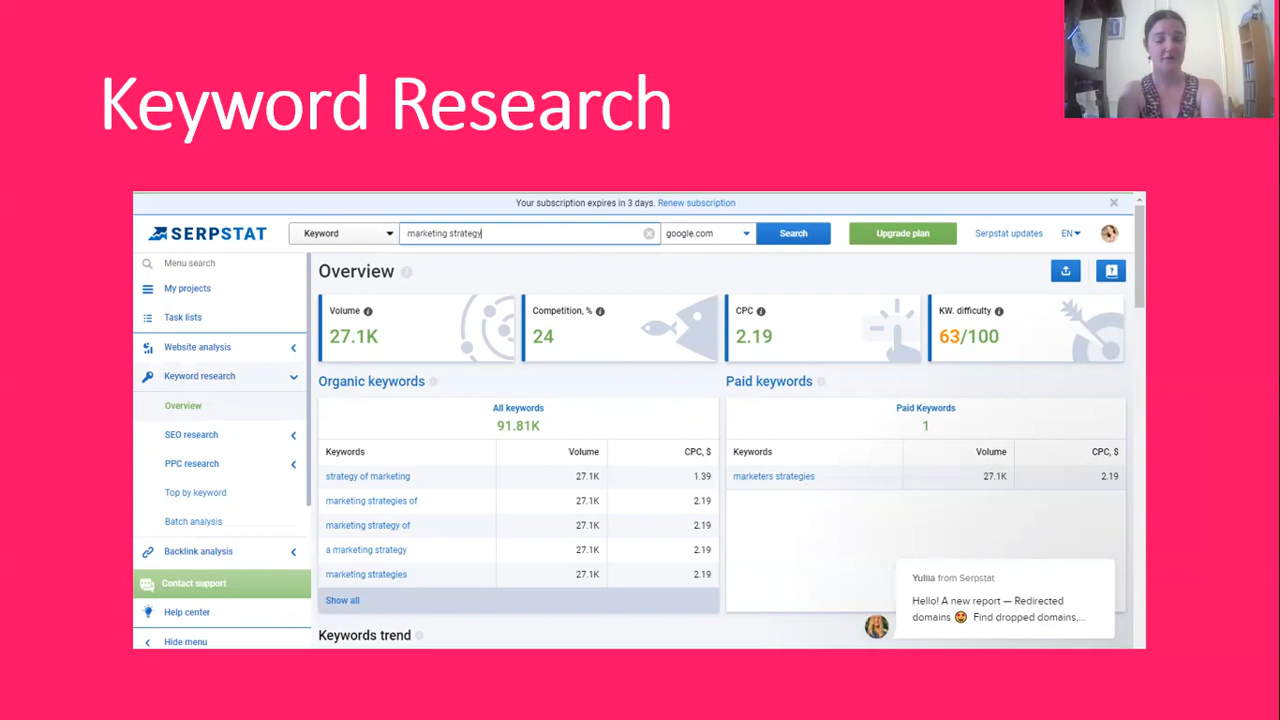 Keyword Research
Your subscription expires in 3 days. Renew subscription
SERPSTAT
Keyword
marketing strategy
google.com
Search
Upgrade plan
Serpstat updates
EN
Menu search
My projects
Task lists
Website analysis
Keyword research
Overview
SEO research
PPC research
Top by keyword
Batch analysis
Backlink analysis
Contact support
Help center
Hide menu
Overview
Volume
27.1K
Competition, %
24
CPC
2.19
KW. difficulty
63/100
Organic keywords
All keywords
91.81K
Keywords Volume CPC, $
strategy of marketing 27.1K 1.39
marketing strategies of 27.1K 2.19
marketing strategy of 27.1K 2.19
a marketing strategy 27.1K 2.19
marketing strategies 27.1K 2.19
Show all
Paid keywords
Paid Keywords
1
Keywords Volume CPC, $
marketers strategies 27.1K 2.19
Keywords trend
Yuliia from Serpstat
Hello! A new report — Redirected
domains 🤩 Find dropped domains,...